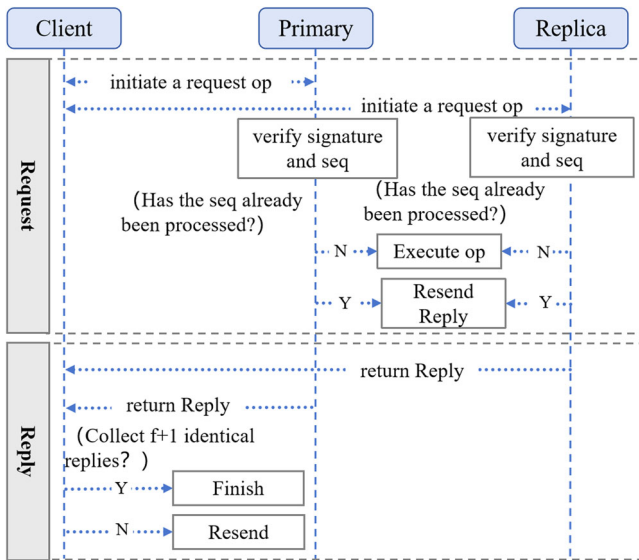 Client
Primary
Replica
Request
initiate a request op
initiate a request op
verify signature
and seq
verify signature
and seq
(Has the seq already
been processed?)
(Has the seq already
been processed?)
N
Execute op
N
Y
Resend
Reply
Y
Reply
return Reply
return Reply
(Collect f+1 identical
replies? )
Y
Finish
N
Resend